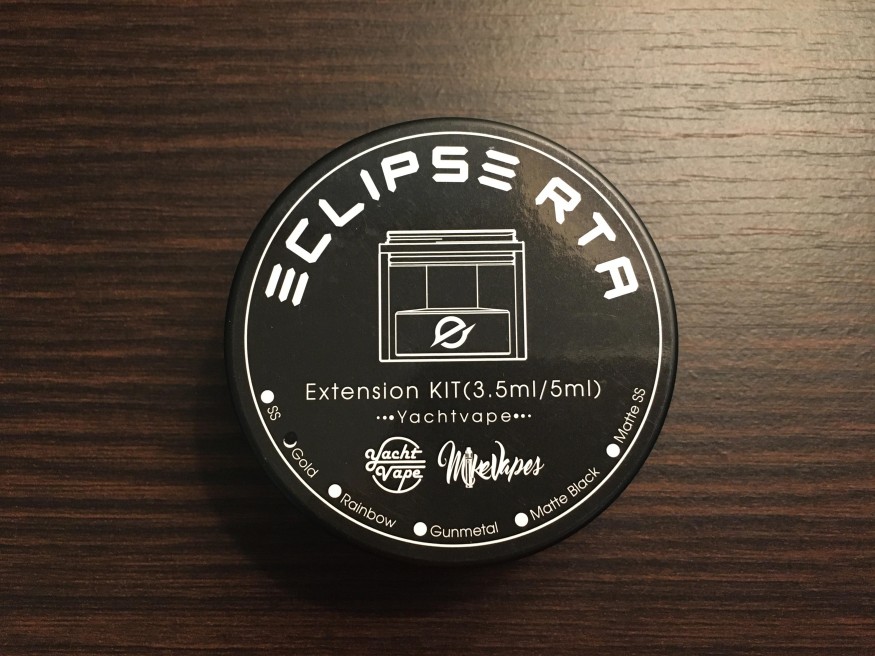 ECLIPSE RTA
Extension KIT(3.5ml/5ml)
•••Yachtvape•••
Yacht
Vape
MikeVapes
SS
Gold
Rainbow
Gunmetal
Matte Black
Matte SS